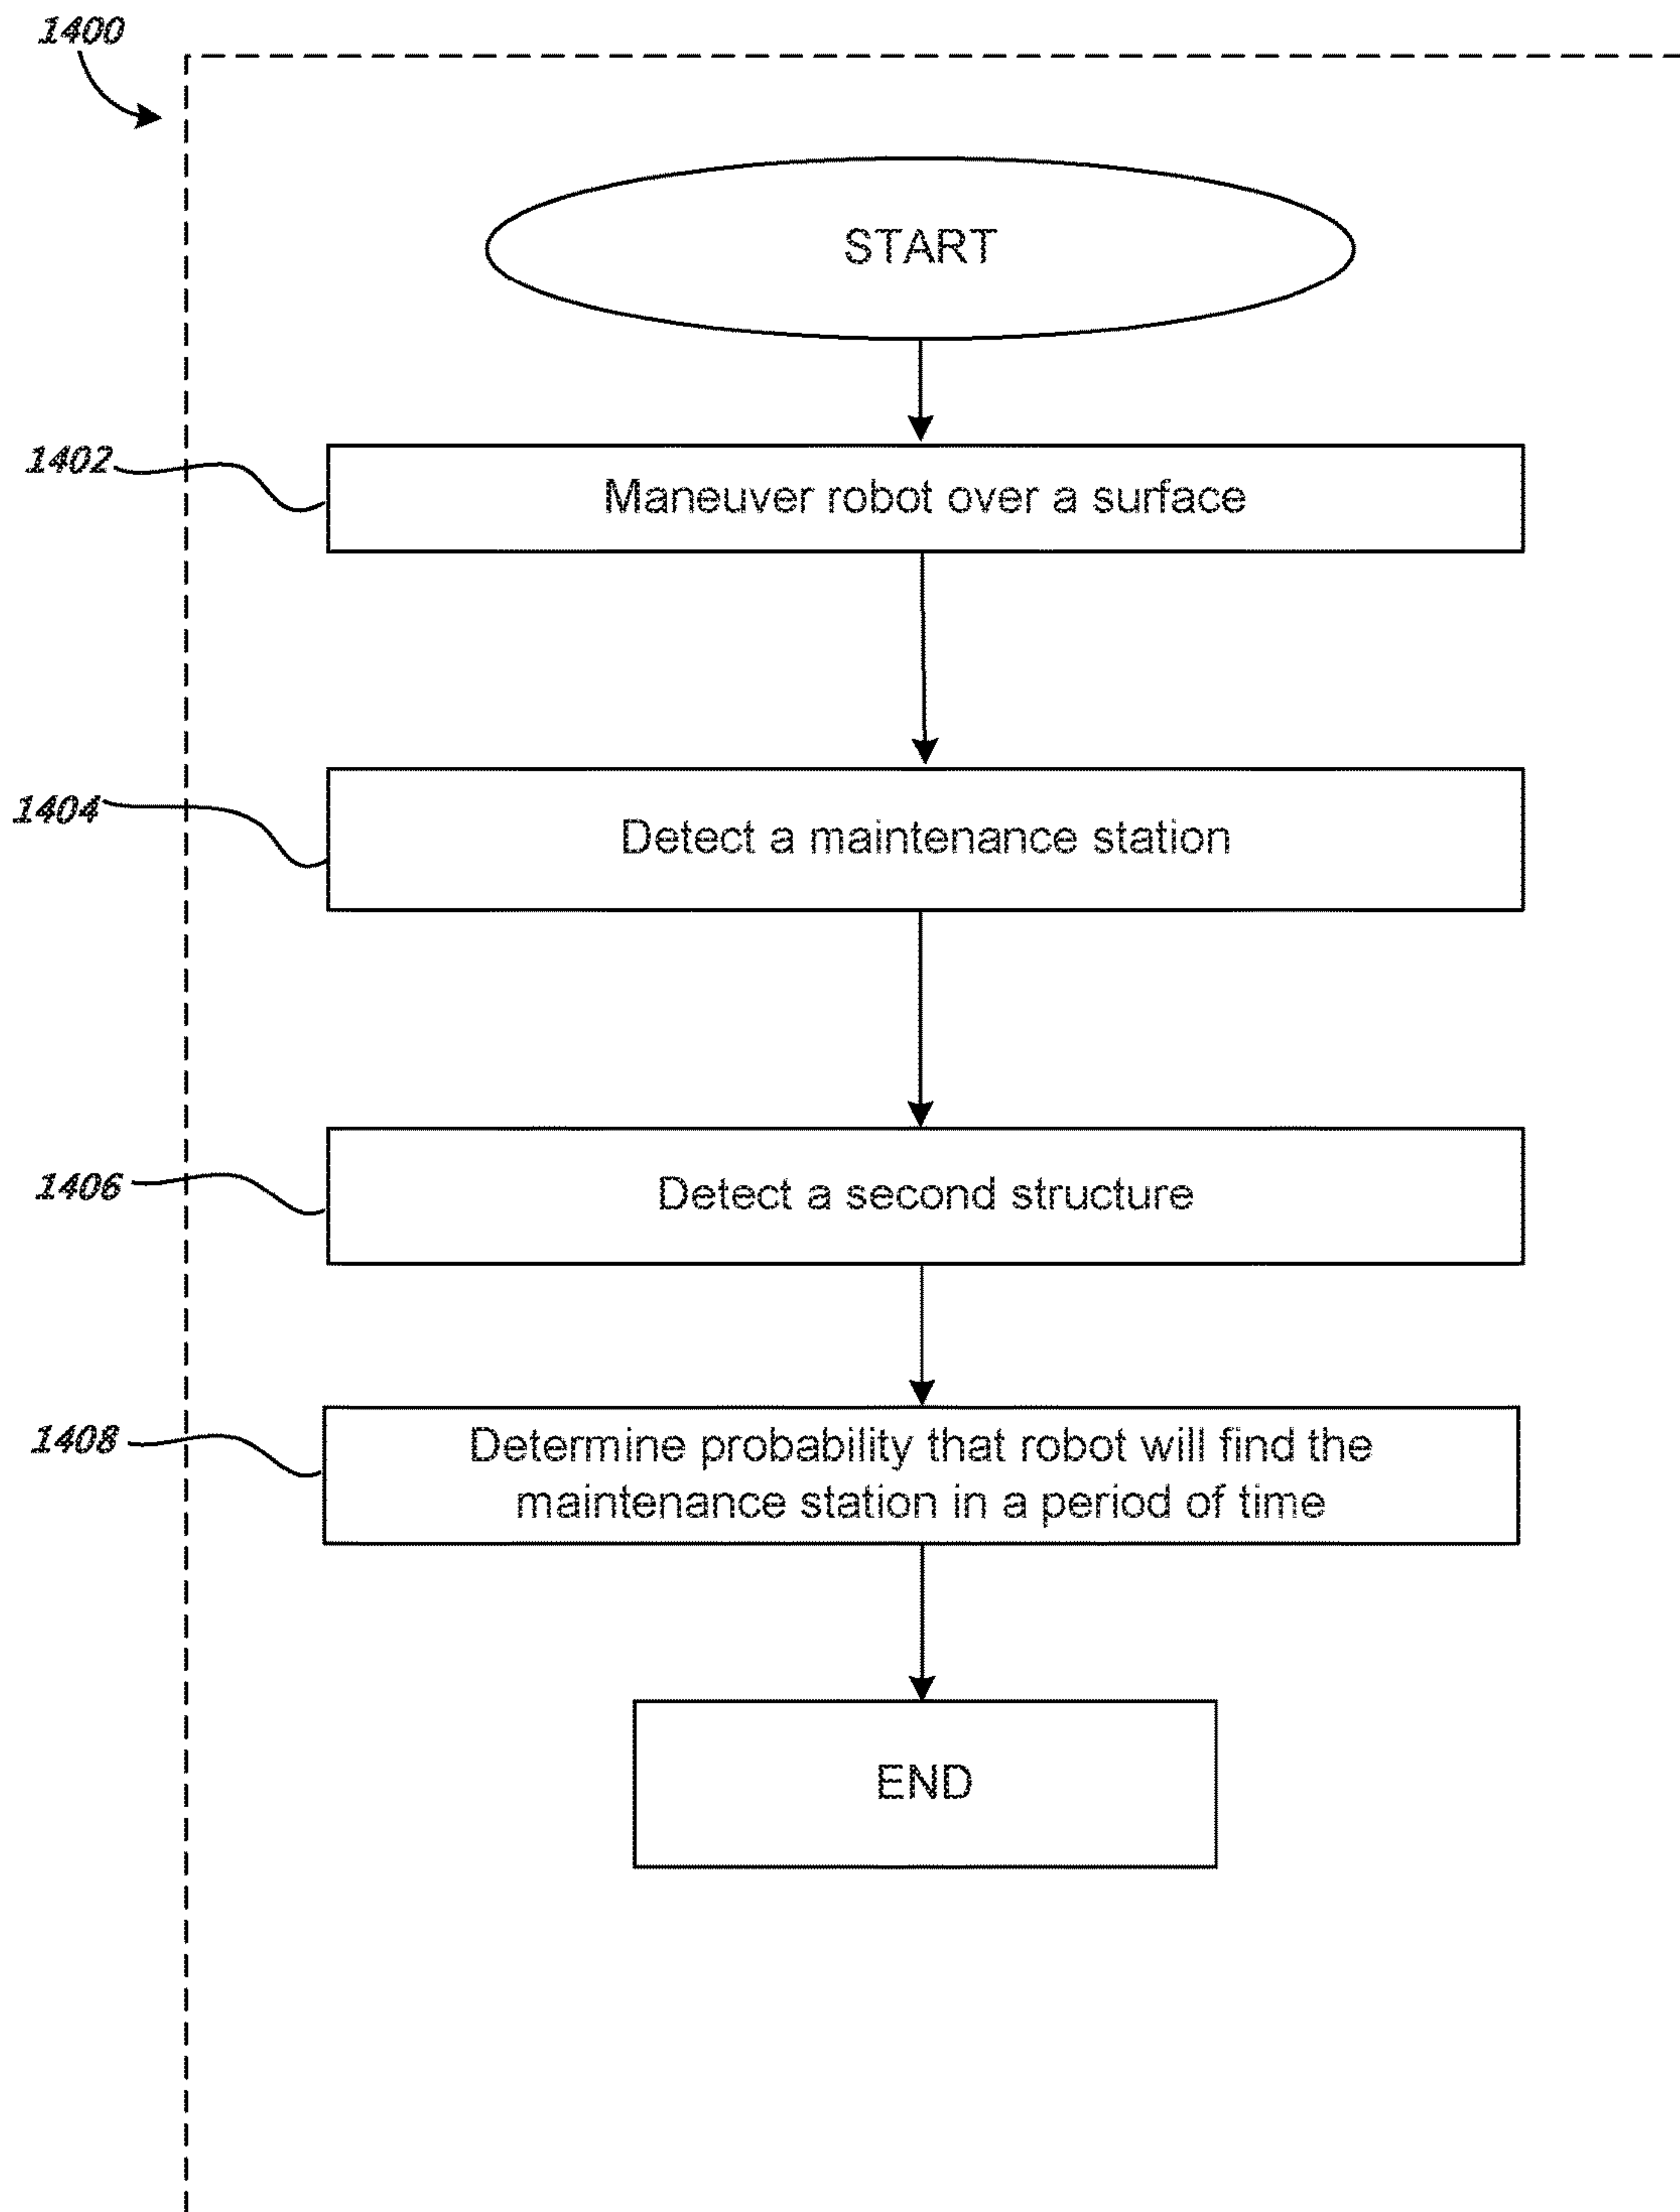 1400
START
1402
Maneuver robot over a surface
1404
Detect a maintenance station
1406
Detect a second structure
1408
Determine probability that robot will find the
maintenance station in a period of time
END